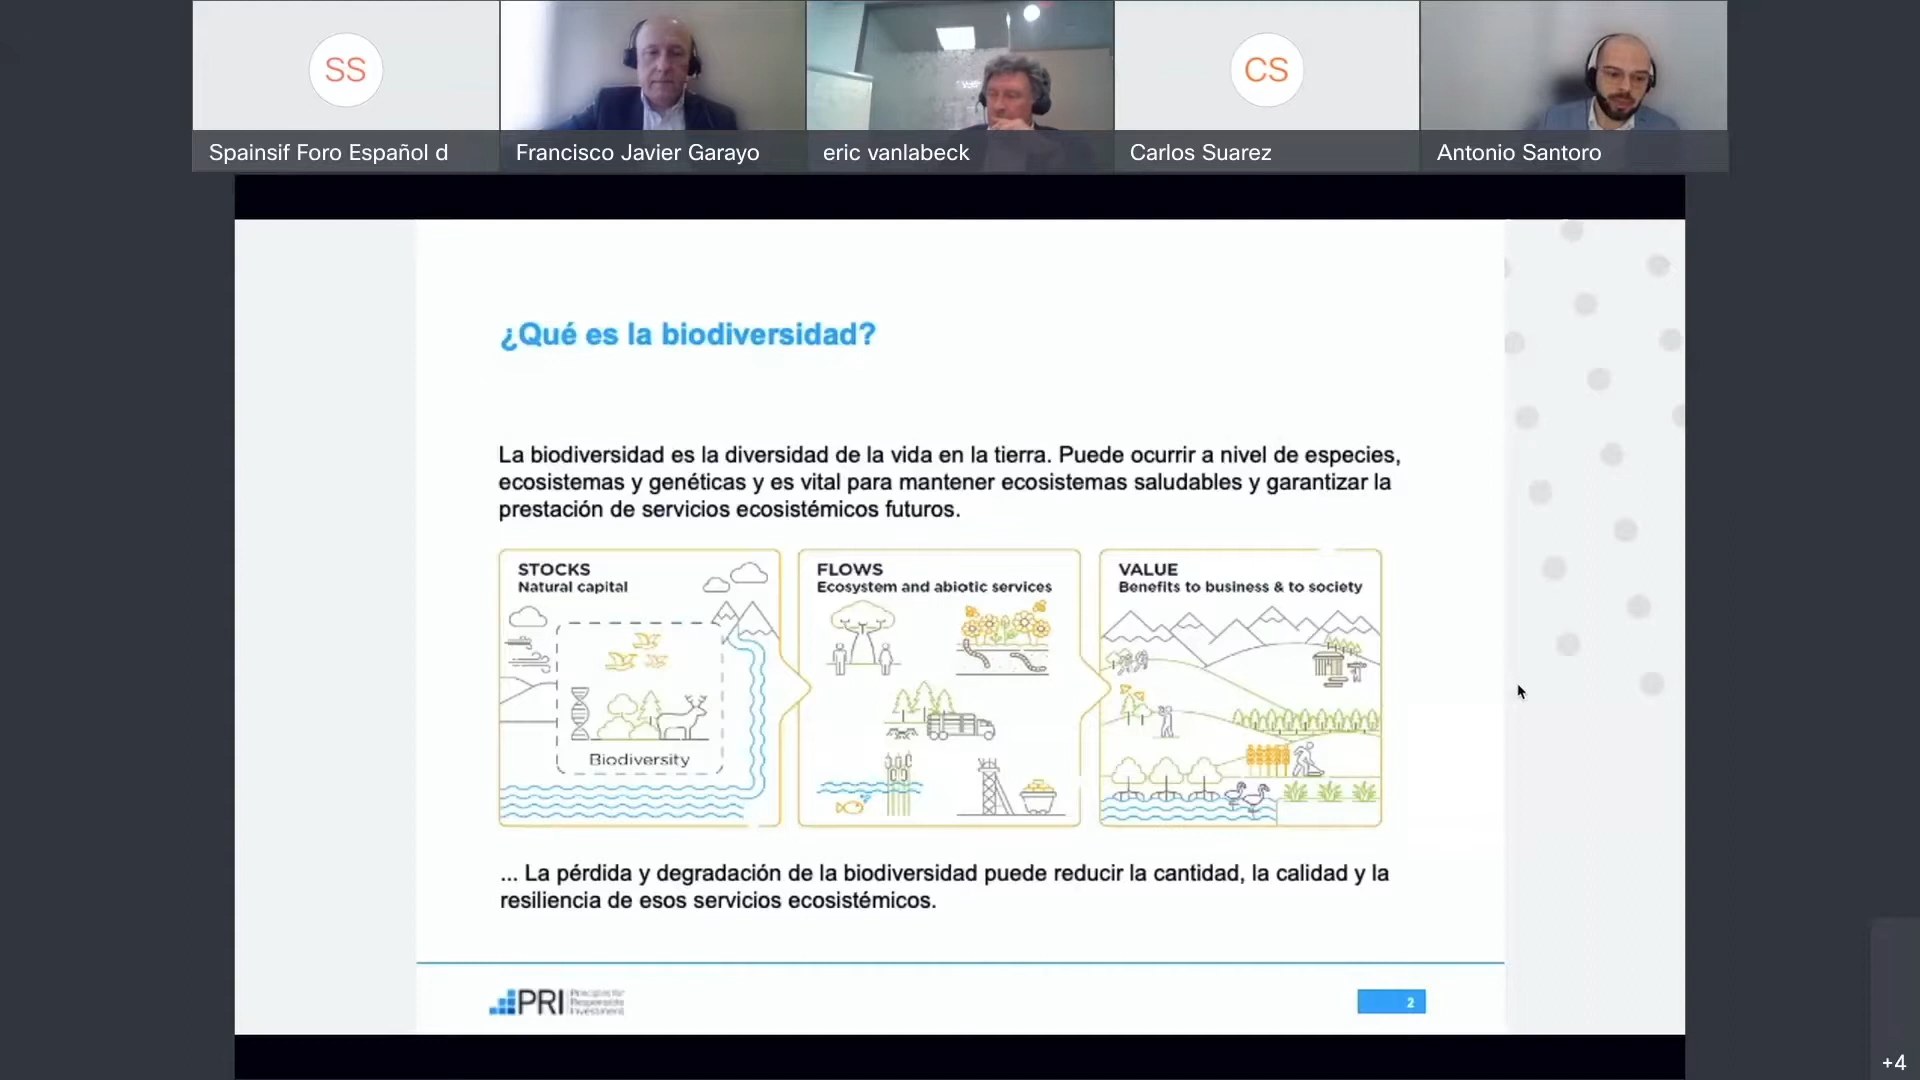 SS
CS
Spainsif Foro Español d
Francisco Javier Garayo
eric vanlabeck
Carlos Suarez
Antonio Santoro
¿Qué es la biodiversidad?
La biodiversidad es la diversidad de la vida en la tierra. Puede ocurrir a nivel de especies,
ecosistemas y genéticas y es vital para mantener ecosistemas saludables y garantizar la
prestación de servicios ecosistémicos futuros.
STOCKS
Natural capital
Biodiversity
FLOWS
Ecosystem and abiotic services
VALUE
Benefits to business & to society
... La pérdida y degradación de la biodiversidad puede reducir la cantidad, la calidad y la
resiliencia de esos servicios ecosistémicos.
PRI
Principles for
Responsible
Investment
2
+4